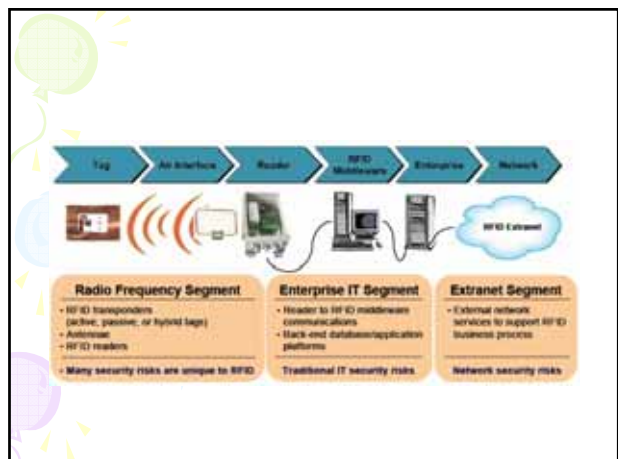 Tag
Air Interface
Reader
RFID
Middleware
Enterprise
Network
RFID Extranet
Radio Frequency Segment
• RFID transponders
(active, passive, or hybrid tags)
• Antennae
• RFID readers
• Many security risks are unique to RFID
Enterprise IT Segment
• Reader to RFID middleware
communications
• Back-end database/application
platforms
Traditional IT security risks
Extranet Segment
• External network
services to support RFID
business process
Network security risks